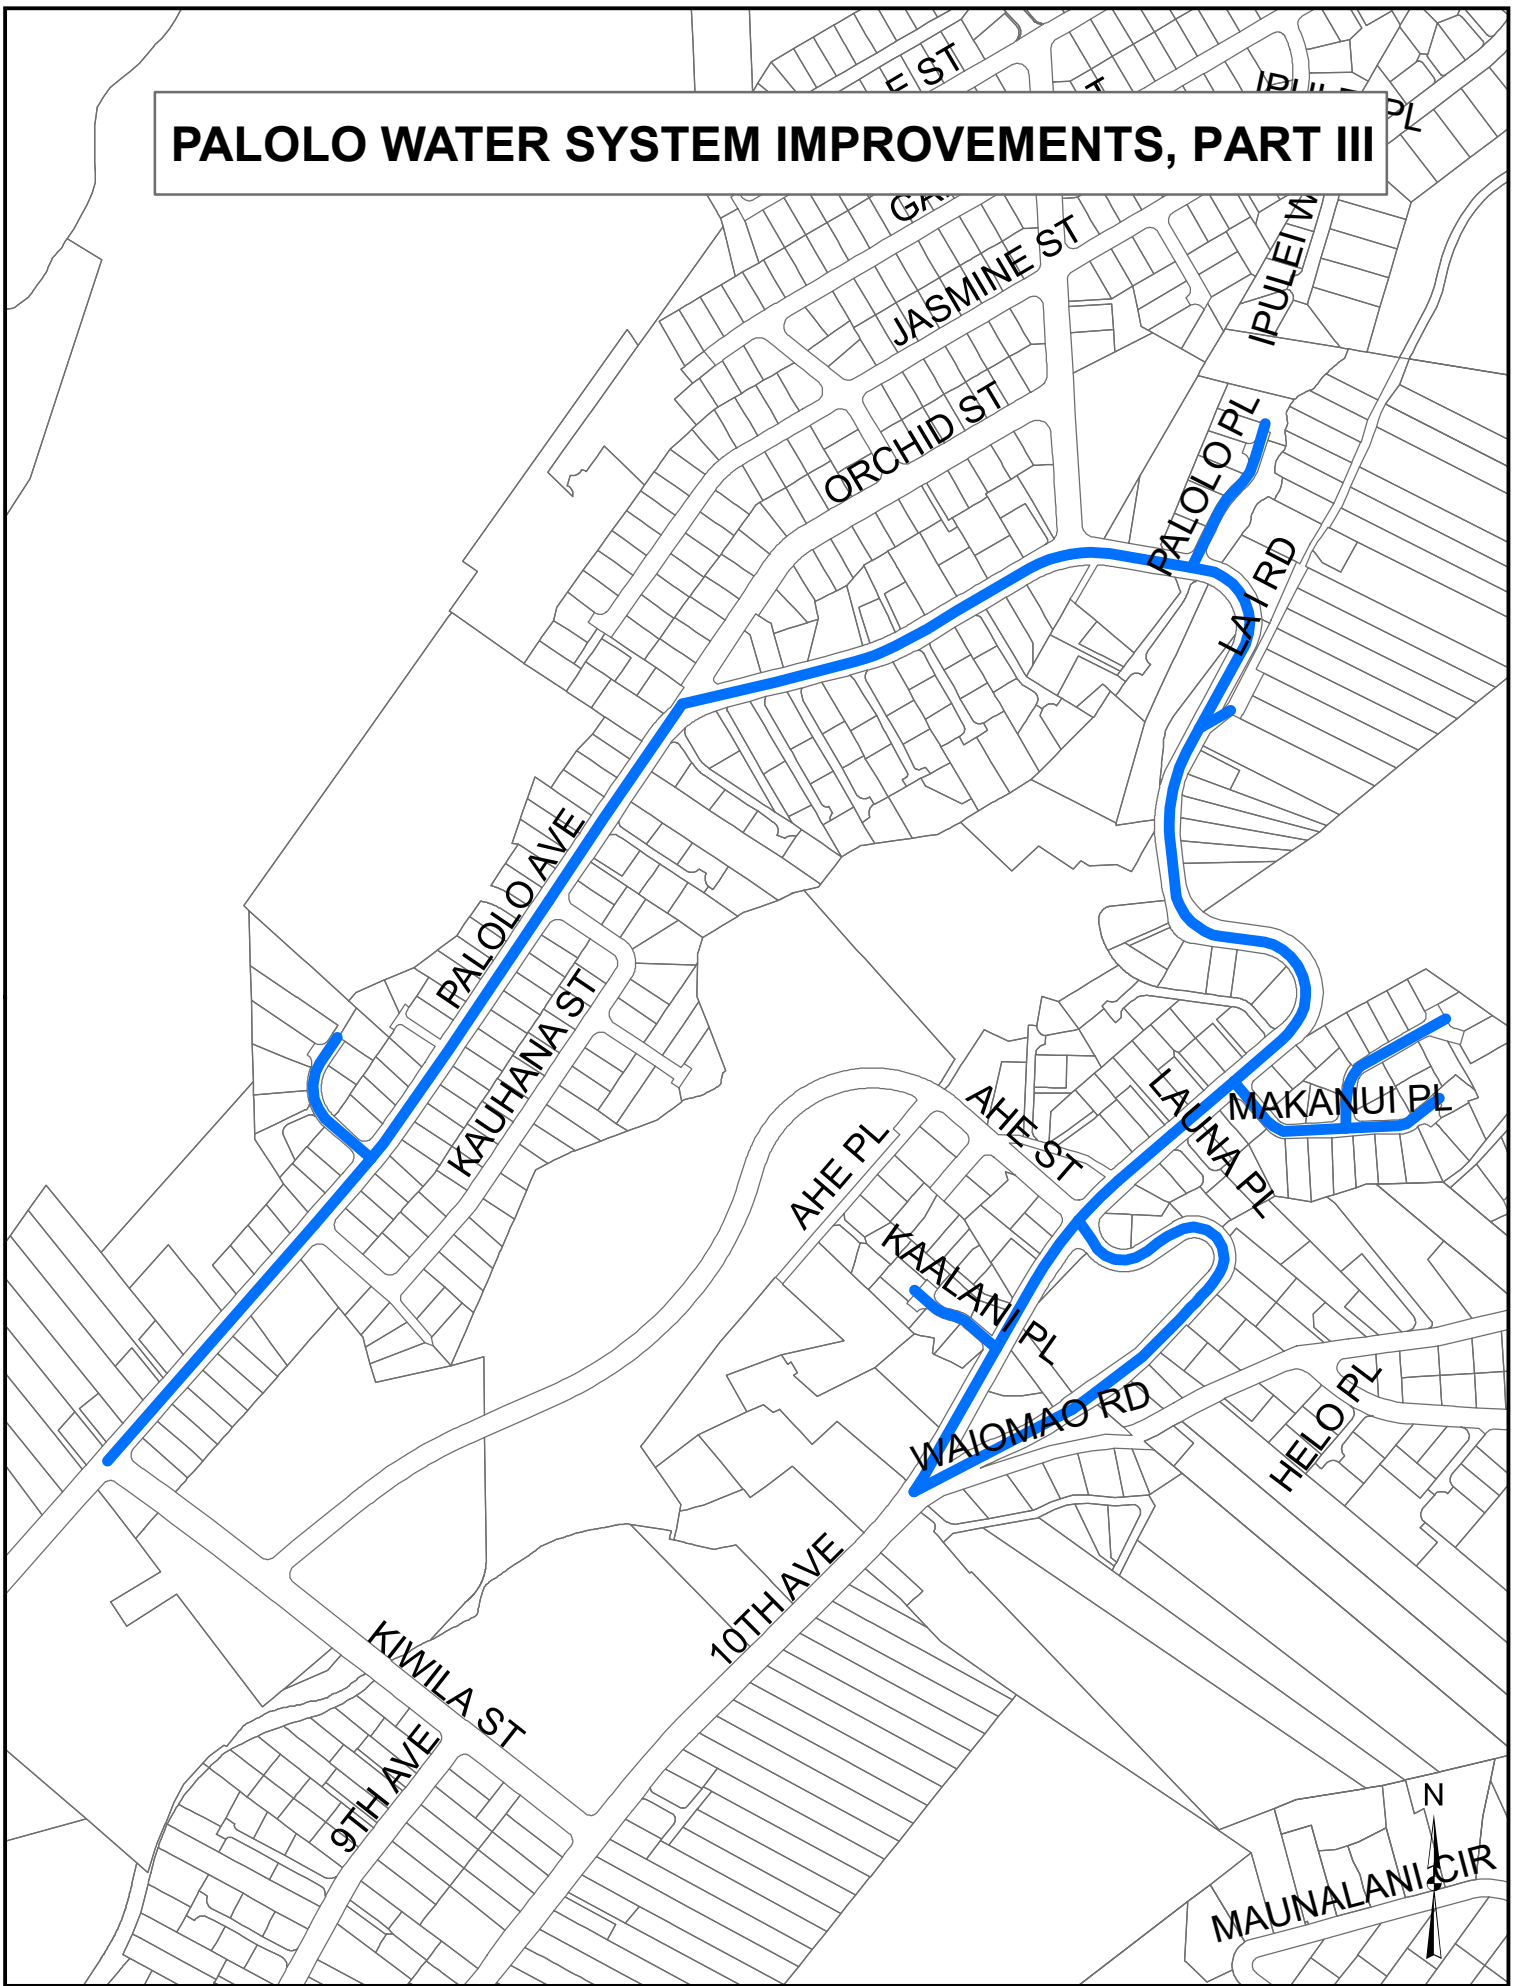 E ST
PL
PALOLO WATER SYSTEM IMPROVEMENTS, PART III
JASMINE ST
IPULEI W
ORCHID ST
PALOLO PL
LA I RD
PALOLO AVE
KAUHANA ST
AHE ST
LAUNA PL
MAKANUI PL
AHE PL
KAALANI PL
WAIOMAO RD
HELO PL
10TH AVE
KIWILA ST
9TH AVE
N
MAUNALANI CIR